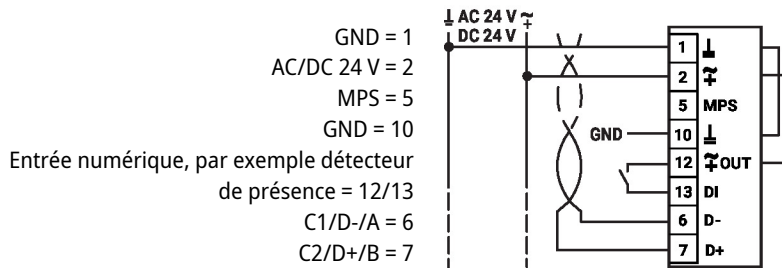 GND = 1
AC/DC 24 V = 2
MPS = 5
GND = 10
Entrée numérique, par exemple détecteur
de présence = 12/13
C1/D-/A = 6
C2/D+/B = 7
⊥ AC 24 V ~
DC 24 V +
1 ⊥
2 ~+
5 MPS
GND 10 ⊥
12 ~+ OUT
13 DI
6 D-
7 D+